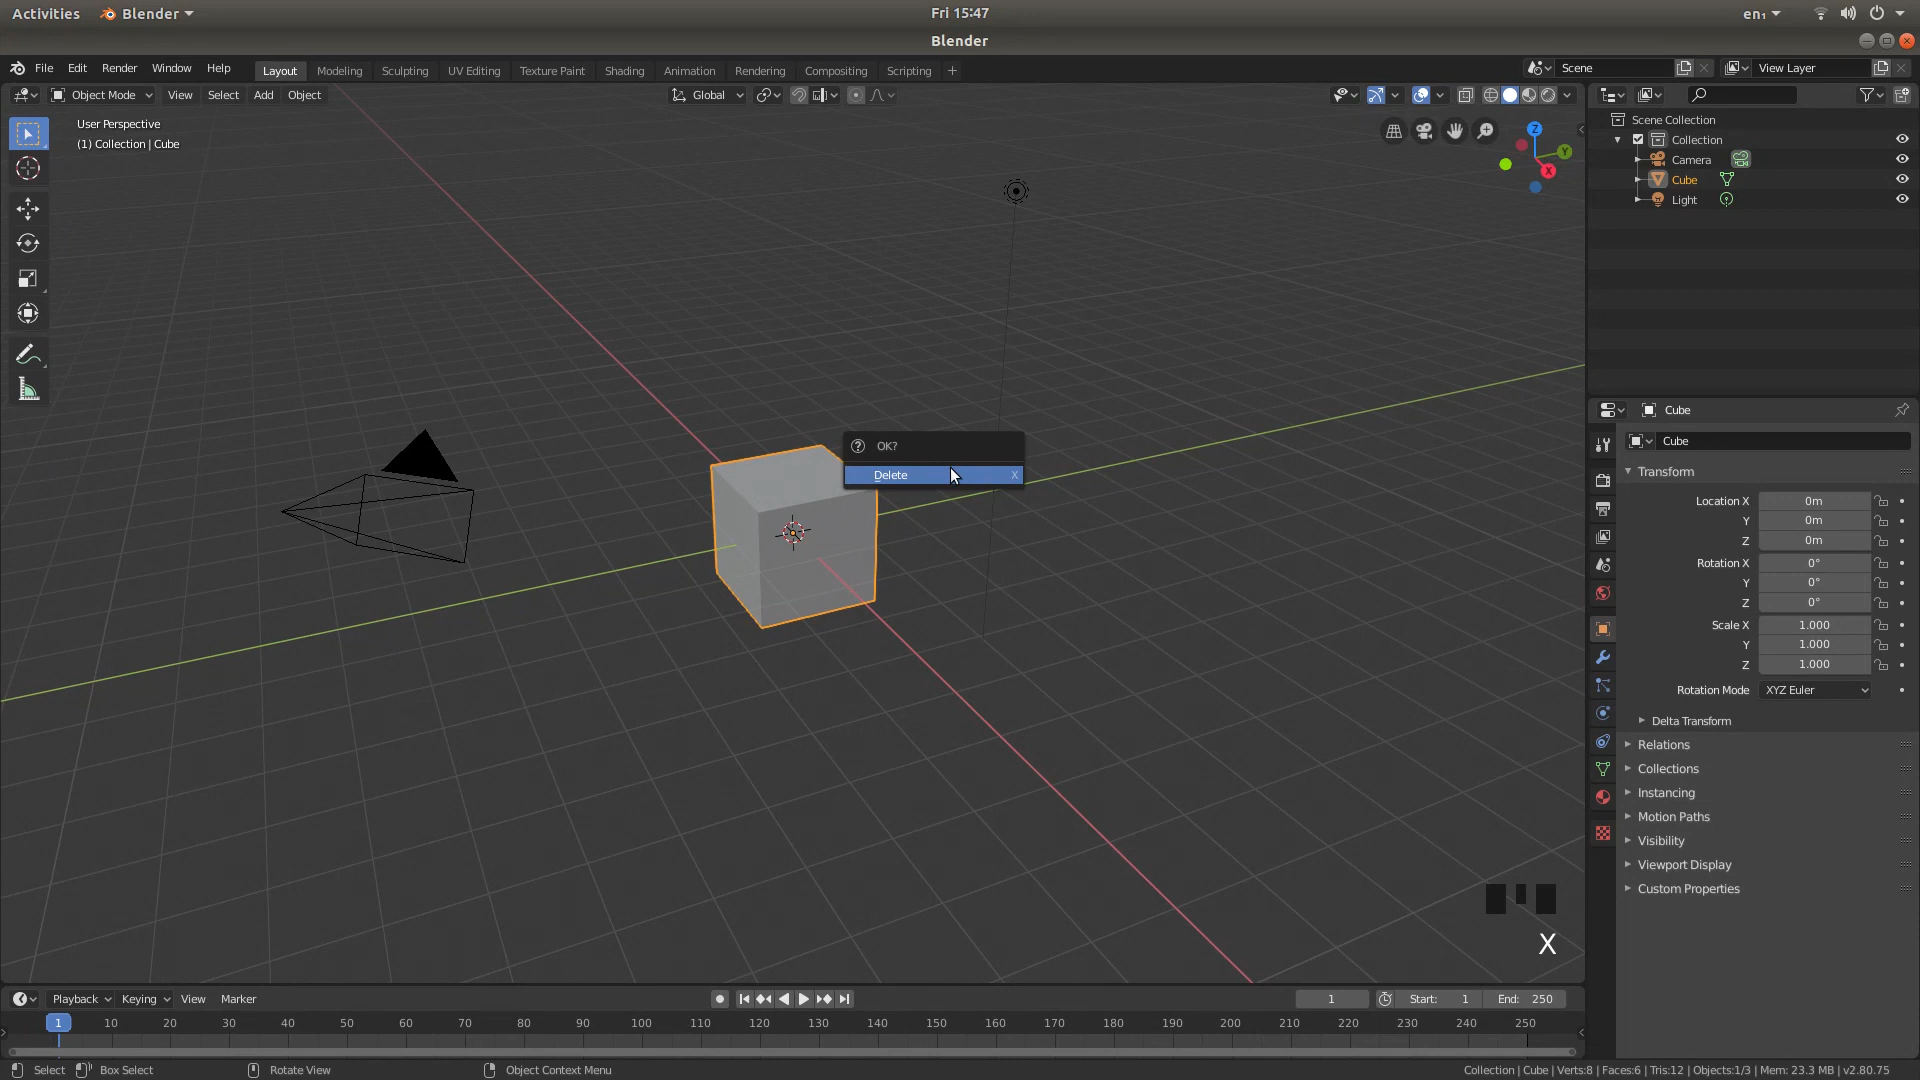 Activities Blender Fri 15:47 en₁
Blender
File Edit Render Window Help Layout Modeling Sculpting UV Editing Texture Paint Shading Animation Rendering Compositing Scripting + Scene View Layer
Object Mode View Select Add Object Global
User Perspective
(1) Collection | Cube
Z
Y
X
Scene Collection
Collection
Camera
Cube
Light
OK?
Delete X
Cube
Cube
Transform
Location X 0m
Y 0m
Z 0m
Rotation X 0°
Y 0°
Z 0°
Scale X 1.000
Y 1.000
Z 1.000
Rotation Mode XYZ Euler
Delta Transform
Relations
Collections
Instancing
Motion Paths
Visibility
Viewport Display
Custom Properties
X
Playback Keying View Marker 1 Start: 1 End: 250
1 10 20 30 40 50 60 70 80 90 100 110 120 130 140 150 160 170 180 190 200 210 220 230 240 250
Select Box Select Rotate View Object Context Menu Collection | Cube | Verts:8 | Faces:6 | Tris:12 | Objects:1/3 | Mem: 23.3 MB | v2.80.75